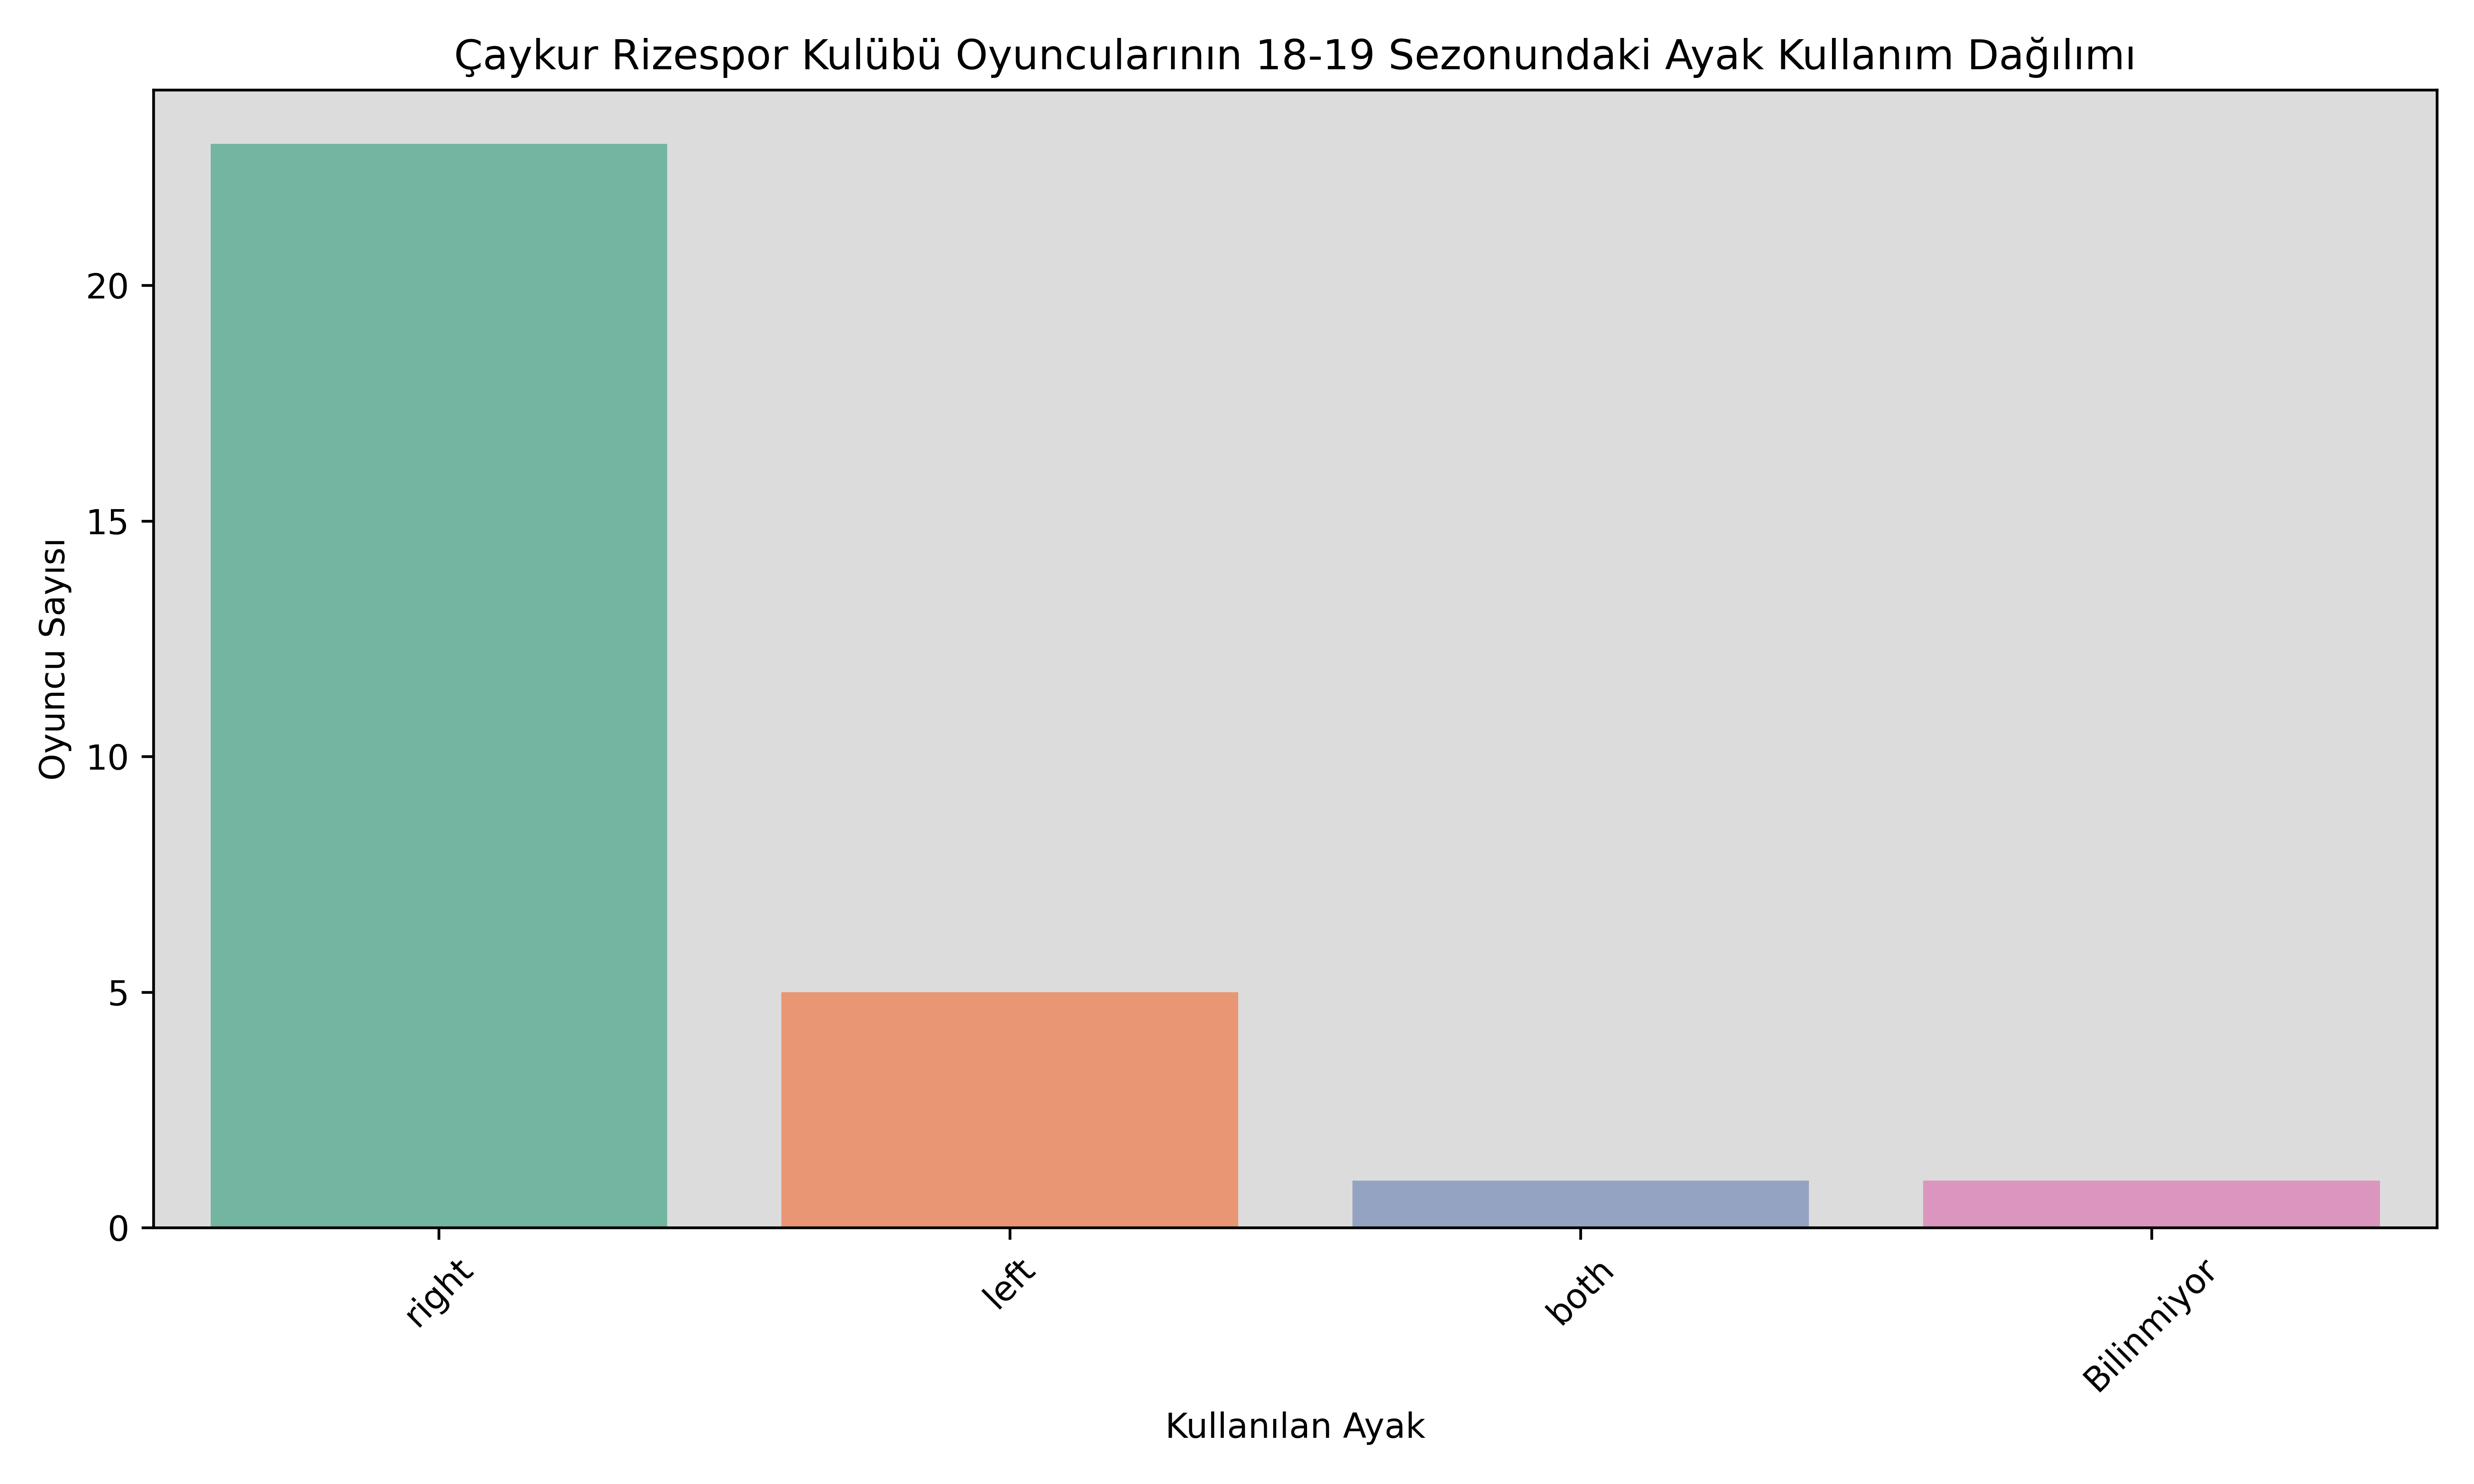 Çaykur Rizespor Kulübü Oyuncularının 18-19 Sezonundaki Ayak Kullanım Dağılımı
Oyuncu Sayısı
20
15
10
5
0
right
left
both
Bilinmiyor
Kullanılan Ayak